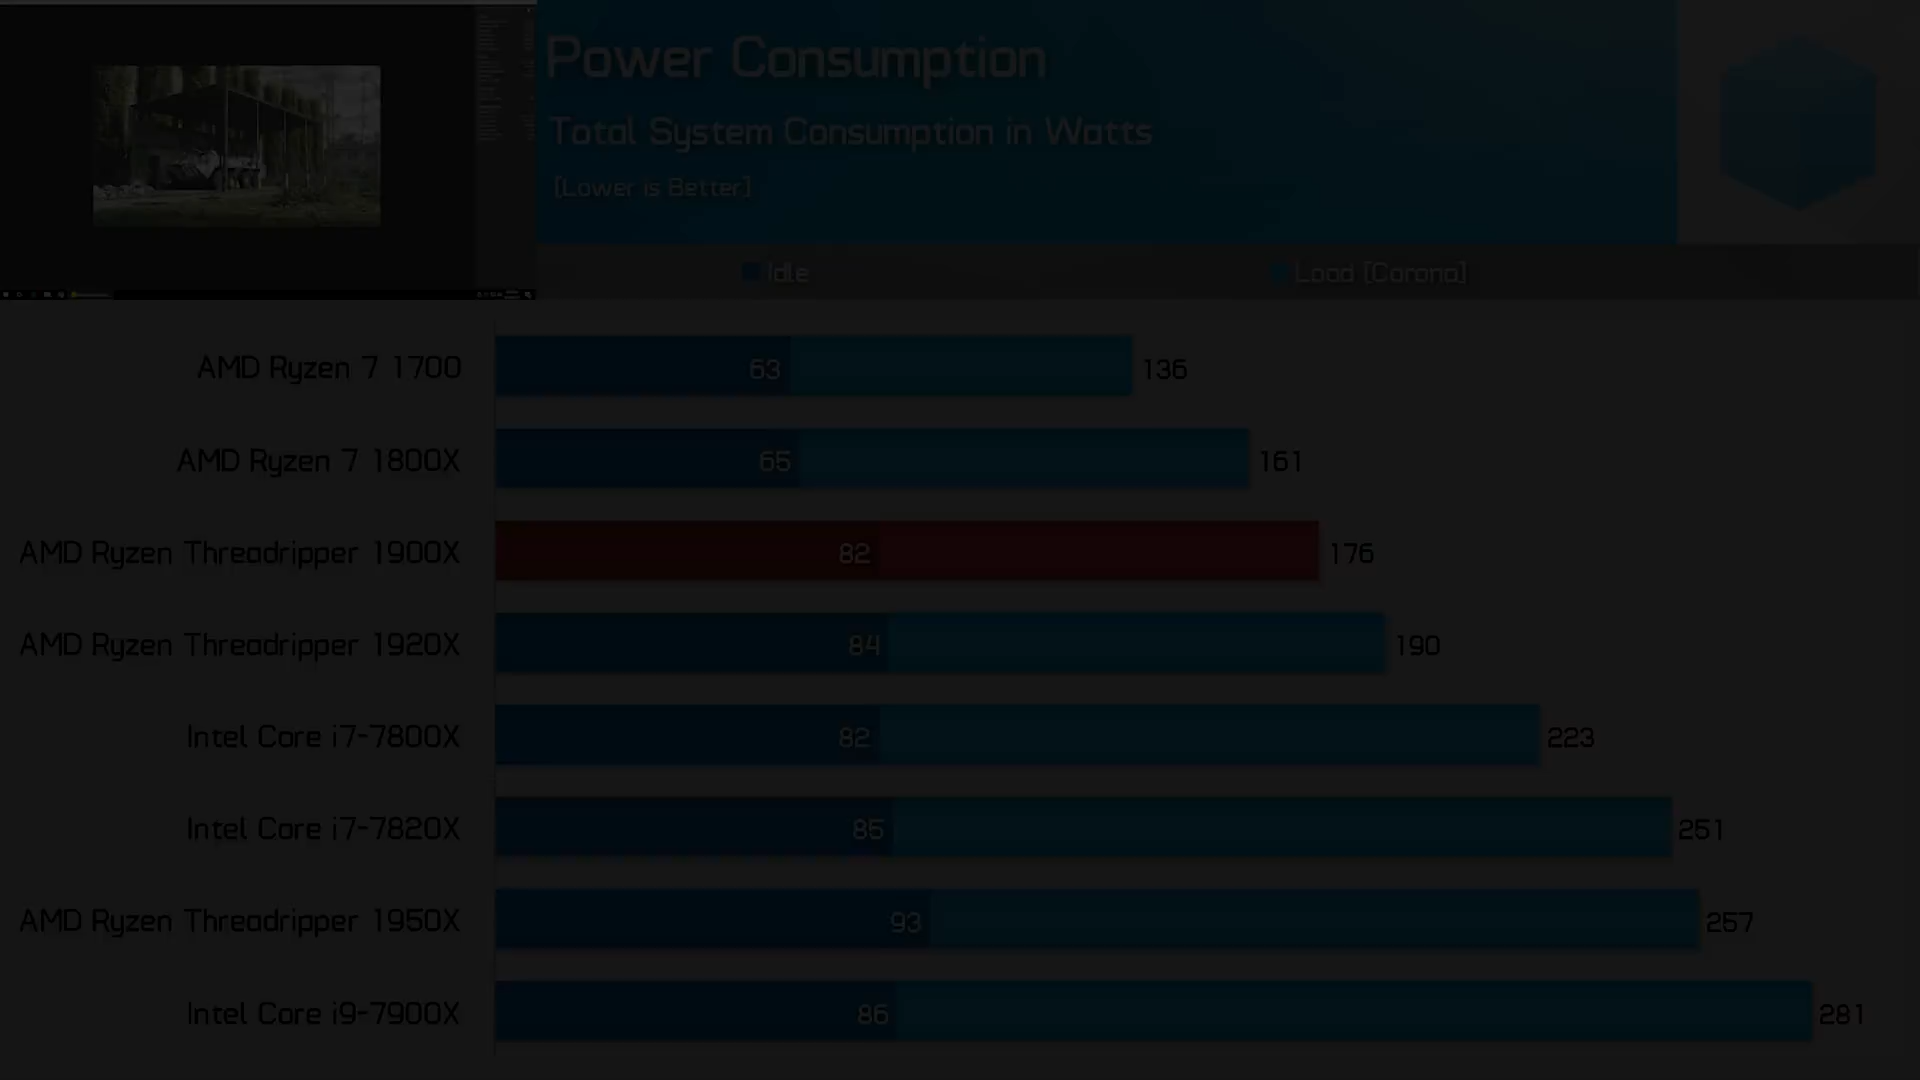 Power Consumption
Total System Consumption in Watts
[Lower is Better]
Idle
Load [Corona]
AMD Ryzen 7 1700 63 136
AMD Ryzen 7 1800X 65 161
AMD Ryzen Threadripper 1900X 82 176
AMD Ryzen Threadripper 1920X 84 190
Intel Core i7-7800X 82 223
Intel Core i7-7820X 85 251
AMD Ryzen Threadripper 1950X 93 257
Intel Core i9-7900X 86 281